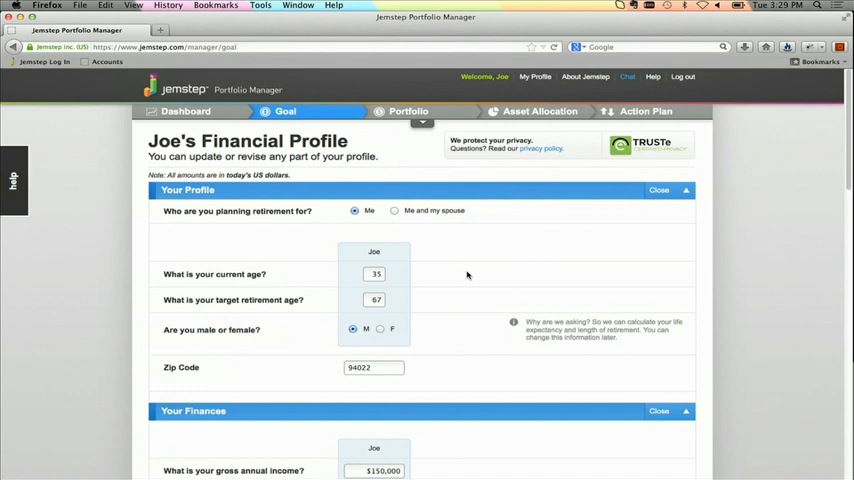 Firefox File Edit View History Bookmarks Tools Window Help Tue 3:29 PM
Jemstep Portfolio Manager
Jemstep Portfolio Manager
Jemstep Inc. (US) https://www.jemstep.com/manager/goal Google
Jemstep Log In Accounts Bookmarks
jemstep Portfolio Manager
Welcome, Joe My Profile About Jemstep Chat Help Log out
Dashboard Goal Portfolio Asset Allocation Action Plan
Joe's Financial Profile
You can update or revise any part of your profile.
We protect your privacy.
Questions? Read our privacy policy.
TRUSTe
CERTIFIED PRIVACY
help
Note: All amounts are in today's US dollars.
Your Profile Close
Who are you planning retirement for? Me Me and my spouse
Joe
What is your current age? 35
What is your target retirement age? 67
Are you male or female? M F
Why are we asking? So we can calculate your life
expectancy and length of retirement. You can
change this information later.
Zip Code 94022
Your Finances Close
Joe
What is your gross annual income? $150,000